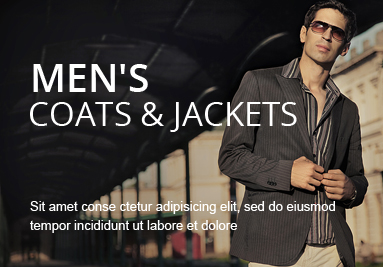 MEN'S
COATS & JACKETS
Sit amet conse ctetur adipisicing elit, sed do eiusmod
tempor incididunt ut labore et dolore